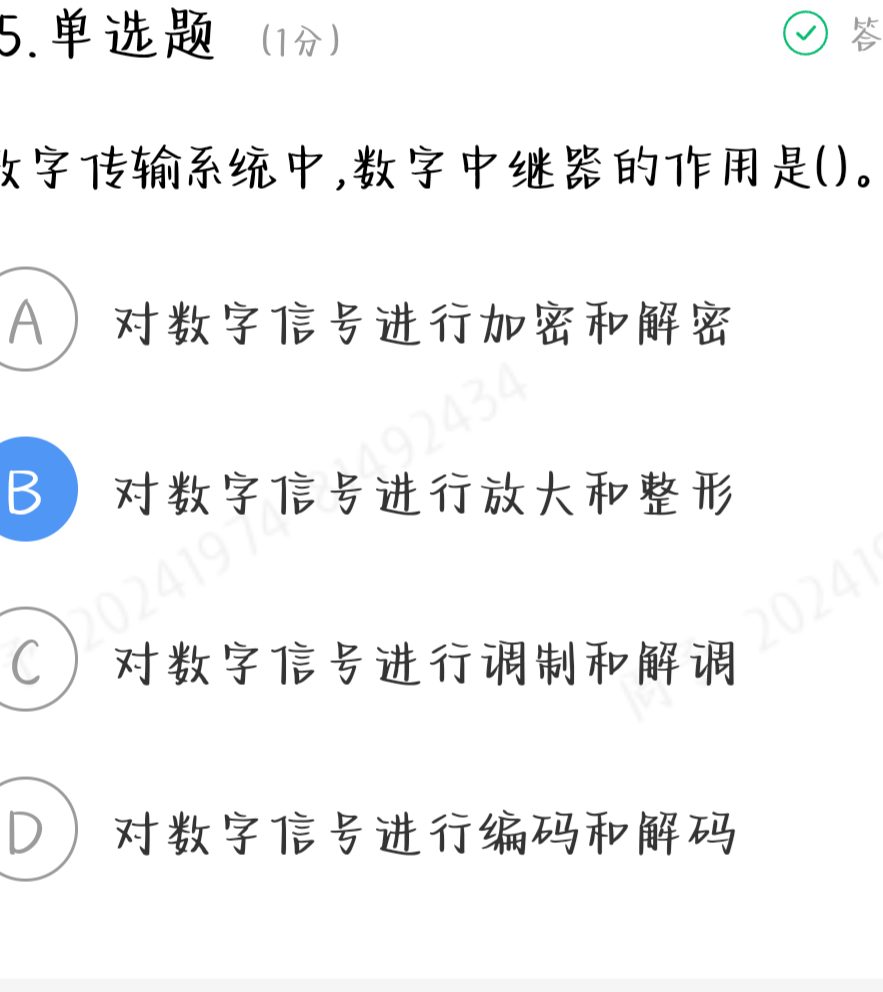 5.单选题 (1分) 答
数字传输系统中,数字中继器的作用是()。
A 对数字信号进行加密和解密
B 对数字信号进行放大和整形
C 对数字信号进行调制和解调
D 对数字信号进行编码和解码